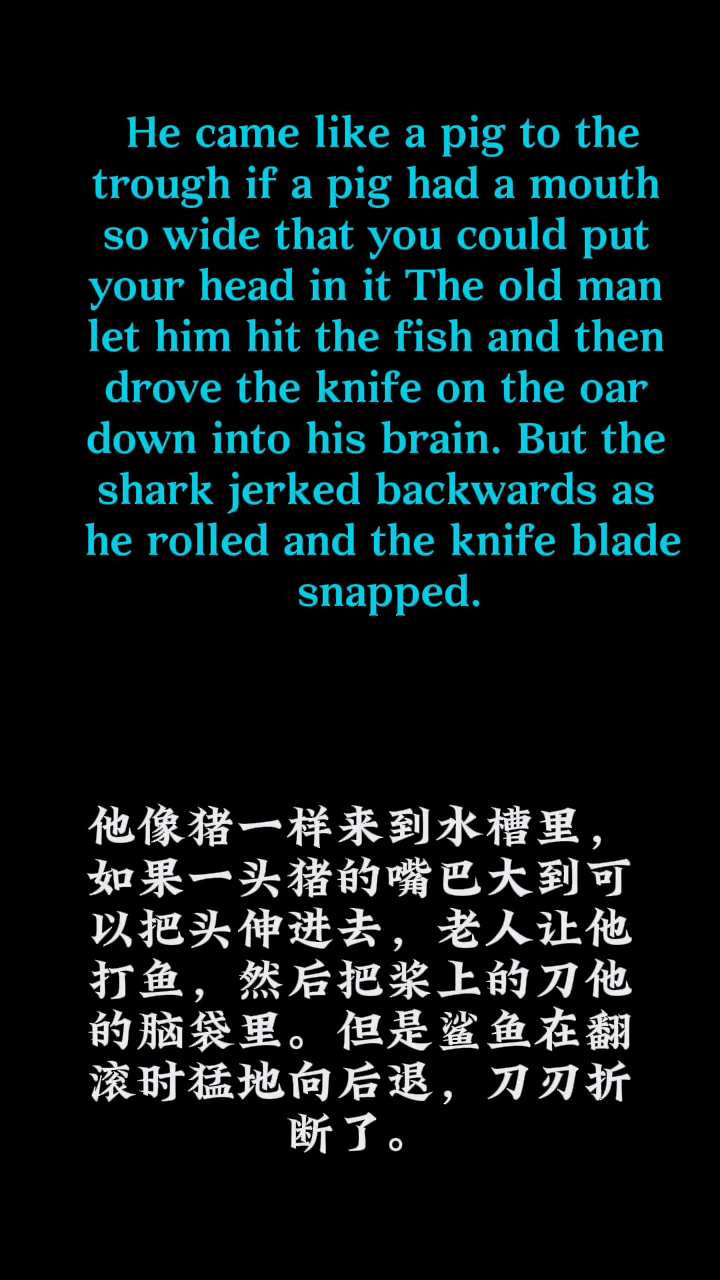 He came like a pig to the
trough if a pig had a mouth
so wide that you could put
your head in it The old man
let him hit the fish and then
drove the knife on the oar
down into his brain. But the
shark jerked backwards as
he rolled and the knife blade
snapped.
他像猪一样来到水槽里，
如果一头猪的嘴巴大到可
以把头伸进去，老人让他
打鱼，然后把桨上的刀他
的脑袋里。但是鲨鱼在翻
滚时猛地向后退，刀刃折
断了。